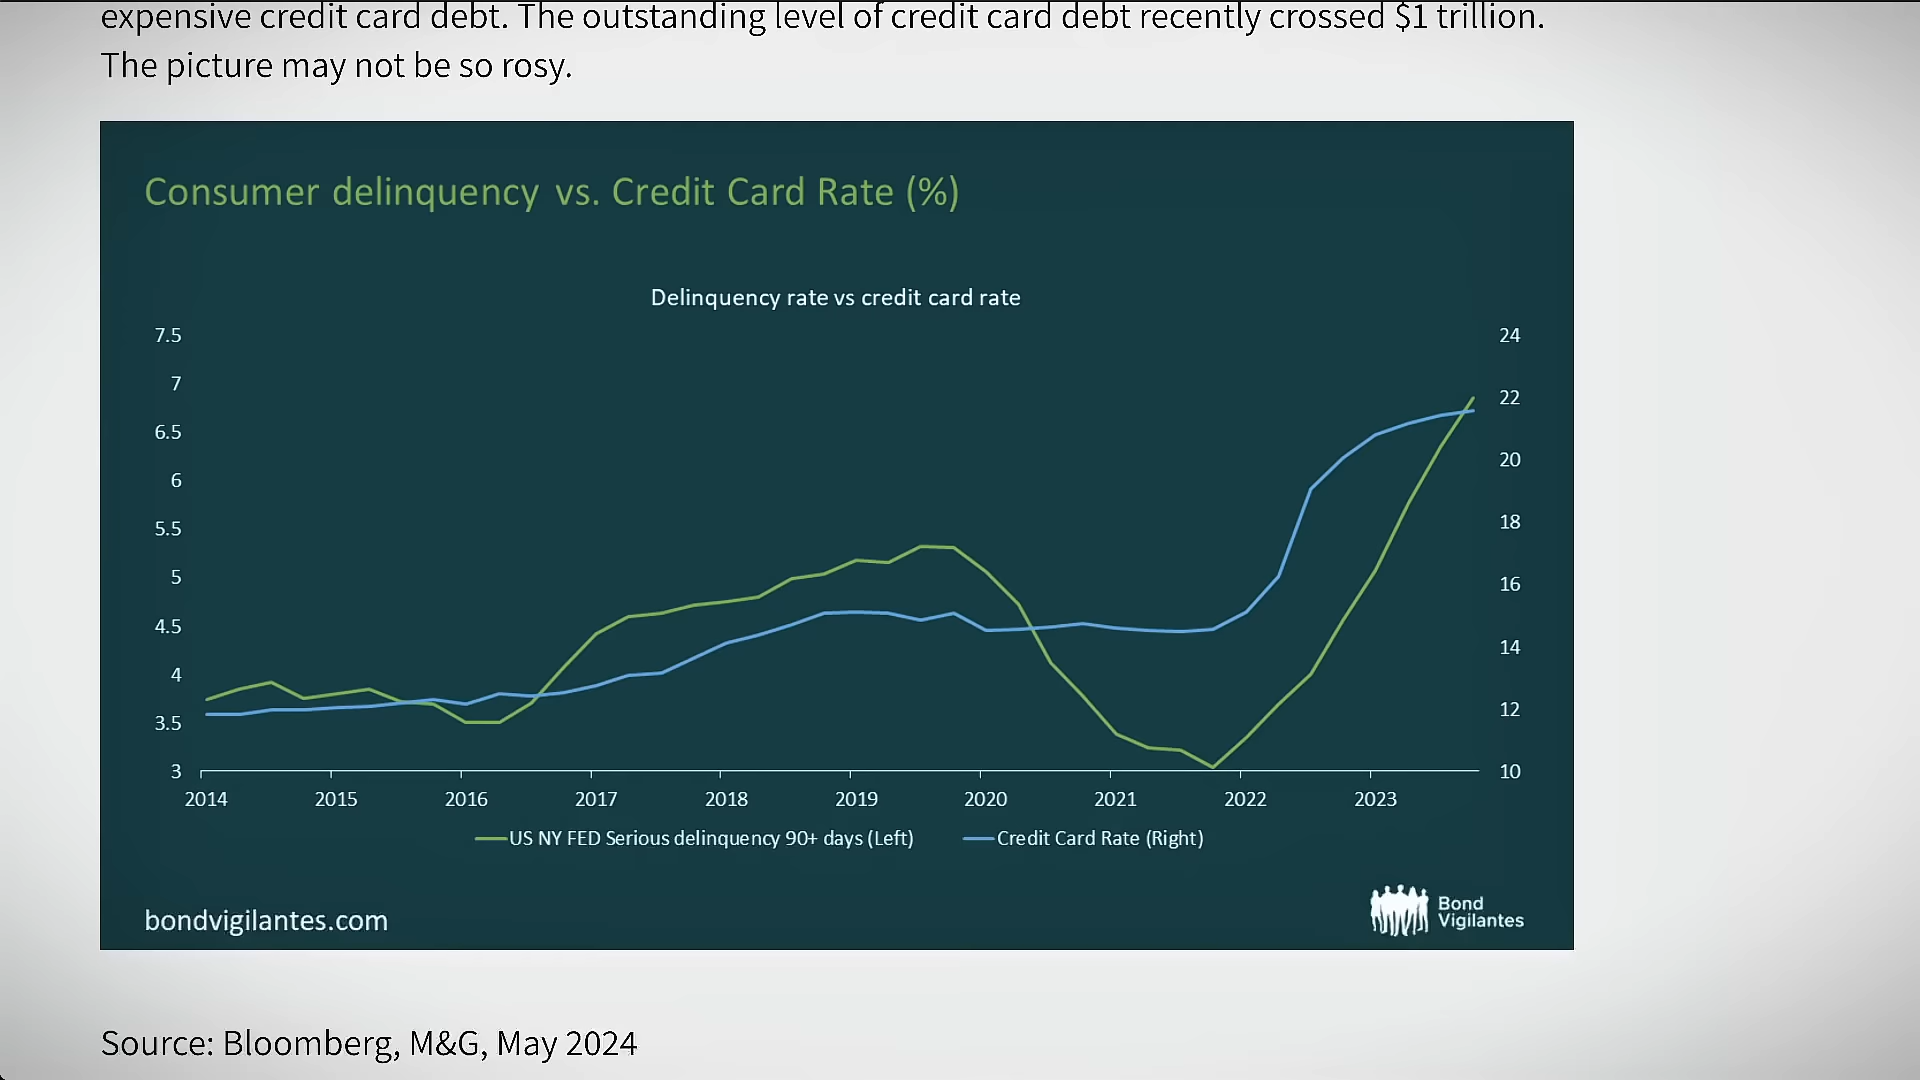 expensive credit card debt. The outstanding level of credit card debt recently crossed $1 trillion.
The picture may not be so rosy.
Consumer delinquency vs. Credit Card Rate (%)
Delinquency rate vs credit card rate
7.5
7
6.5
6
5.5
5
4.5
4
3.5
3
24
22
20
18
16
14
12
10
2014 2015 2016 2017 2018 2019 2020 2021 2022 2023
US NY FED Serious delinquency 90+ days (Left) Credit Card Rate (Right)
bondvigilantes.com
Bond
Vigilantes
Source: Bloomberg, M&G, May 2024